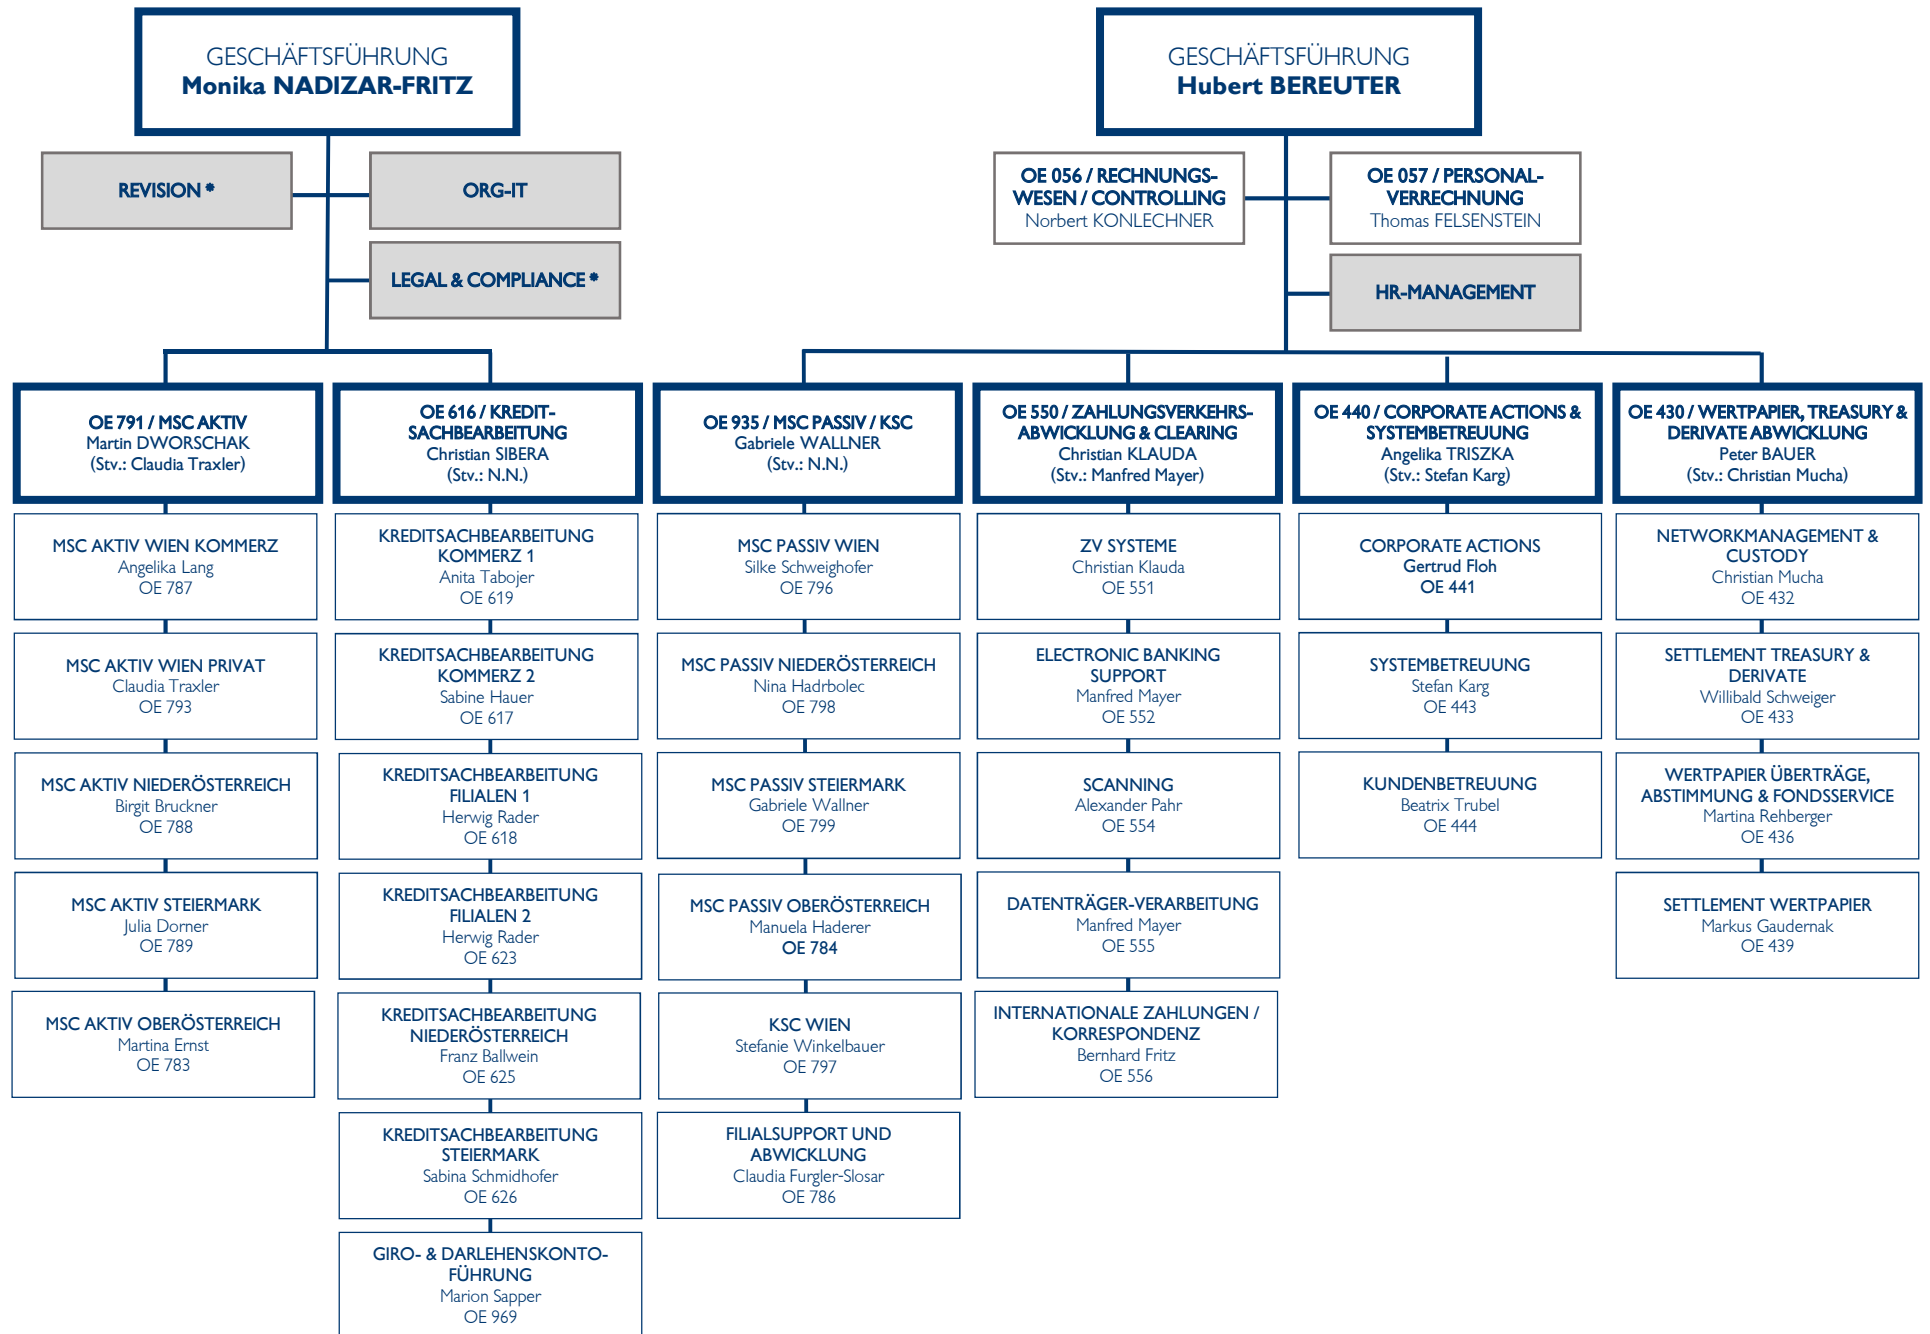 GESCHÄFTSFÜHRUNG
Monika NADIZAR-FRITZ
GESCHÄFTSFÜHRUNG
Hubert BEREUTER
REVISION *
ORG-IT
LEGAL & COMPLIANCE *
OE 056 / RECHNUNGS-
WESEN / CONTROLLING
Norbert KONLECHNER
OE 057 / PERSONAL-
VERRECHNUNG
Thomas FELSENSTEIN
HR-MANAGEMENT
OE 791 / MSC AKTIV
Martin DWORSCHAK
(Stv.: Claudia Traxler)
MSC AKTIV WIEN KOMMERZ
Angelika Lang
OE 787
MSC AKTIV WIEN PRIVAT
Claudia Traxler
OE 793
MSC AKTIV NIEDERÖSTERREICH
Birgit Bruckner
OE 788
MSC AKTIV STEIERMARK
Julia Dorner
OE 789
MSC AKTIV OBERÖSTERREICH
Martina Ernst
OE 783
OE 616 / KREDIT-
SACHBEARBEITUNG
Christian SIBERA
(Stv.: N.N.)
KREDITSACHBEARBEITUNG
KOMMERZ 1
Anita Tabojer
OE 619
KREDITSACHBEARBEITUNG
KOMMERZ 2
Sabine Hauer
OE 617
KREDITSACHBEARBEITUNG
FILIALEN 1
Herwig Rader
OE 618
KREDITSACHBEARBEITUNG
FILIALEN 2
Herwig Rader
OE 623
KREDITSACHBEARBEITUNG
NIEDERÖSTERREICH
Franz Ballwein
OE 625
KREDITSACHBEARBEITUNG
STEIERMARK
Sabina Schmidhofer
OE 626
GIRO- & DARLEHENSKONTO-
FÜHRUNG
Marion Sapper
OE 969
OE 935 / MSC PASSIV / KSC
Gabriele WALLNER
(Stv.: N.N.)
MSC PASSIV WIEN
Silke Schweighofer
OE 796
MSC PASSIV NIEDERÖSTERREICH
Nina Hadrbolec
OE 798
MSC PASSIV STEIERMARK
Gabriele Wallner
OE 799
MSC PASSIV OBERÖSTERREICH
Manuela Haderer
OE 784
KSC WIEN
Stefanie Winkelbauer
OE 797
FILIALSUPPORT UND
ABWICKLUNG
Claudia Furgler-Slosar
OE 786
OE 550 / ZAHLUNGSVERKEHRS-
ABWICKLUNG & CLEARING
Christian KLAUDA
(Stv.: Manfred Mayer)
ZV SYSTEME
Christian Klauda
OE 551
ELECTRONIC BANKING
SUPPORT
Manfred Mayer
OE 552
SCANNING
Alexander Pahr
OE 554
DATENTRÄGER-VERARBEITUNG
Manfred Mayer
OE 555
INTERNATIONALE ZAHLUNGEN /
KORRESPONDENZ
Bernhard Fritz
OE 556
OE 440 / CORPORATE ACTIONS &
SYSTEMBETREUUNG
Angelika TRISZKA
(Stv.: Stefan Karg)
CORPORATE ACTIONS
Gertrud Floh
OE 441
SYSTEMBETREUUNG
Stefan Karg
OE 443
KUNDENBETREUUNG
Beatrix Trubel
OE 444
OE 430 / WERTPAPIER, TREASURY &
DERIVATE ABWICKLUNG
Peter BAUER
(Stv.: Christian Mucha)
NETWORKMANAGEMENT &
CUSTODY
Christian Mucha
OE 432
SETTLEMENT TREASURY &
DERIVATE
Willibald Schweiger
OE 433
WERTPAPIER ÜBERTRÄGE,
ABSTIMMUNG & FONDSSERVICE
Martina Rehberger
OE 436
SETTLEMENT WERTPAPIER
Markus Gaudernak
OE 439